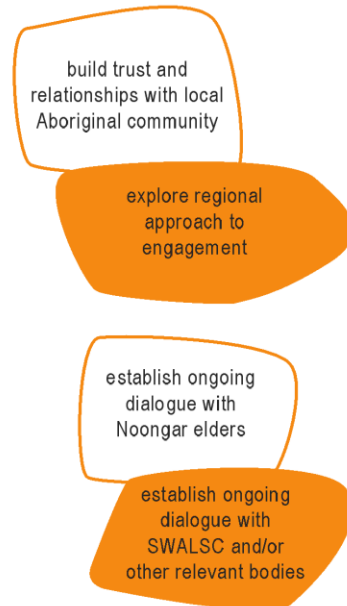 build trust and
relationships with local
Aboriginal community
explore regional
approach to
engagement
establish ongoing
dialogue with
Noongar elders
establish ongoing
dialogue with
SWALSC and/or
other relevant bodies